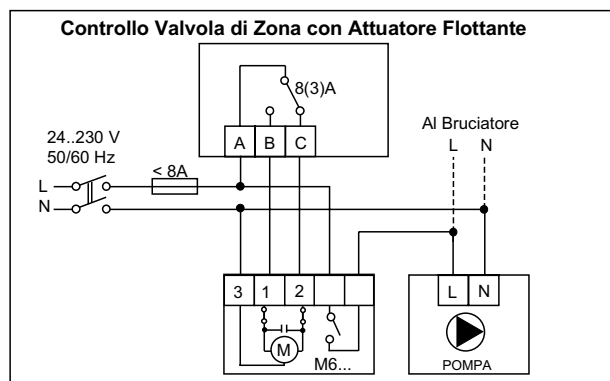 Controllo Valvola di Zona con Attuatore Flottante
8(3)A
Al Bruciatore
L N
24..230 V
50/60 Hz
A B C
< 8A
L
N
3 1 2
L N
M
M6...
POMPA